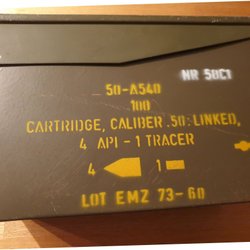 NR 50C1
50-A540
100
CARTRIDGE, CALIBER .50: LINKED,
4 API - 1 TRACER
4 1
LOT EMZ 73-60